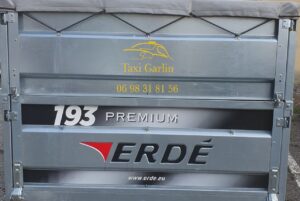 Taxi Garlin
06 98 31 81 56
193 PREMIUM
ERDÉ
www.erde.eu